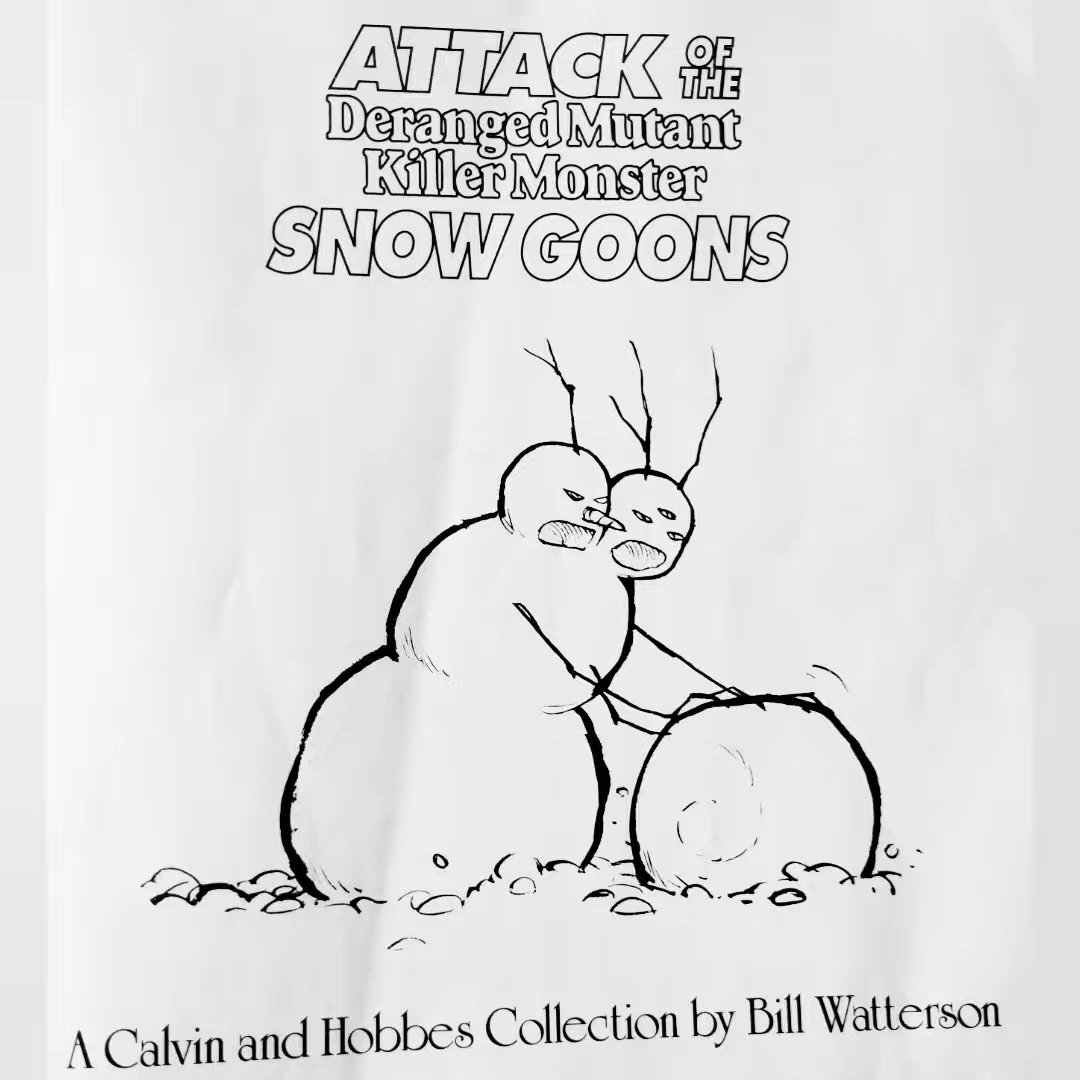 ATTACK OF THE
Deranged Mutant
Killer Monster
SNOW GOONS
A Calvin and Hobbes Collection by Bill Watterson